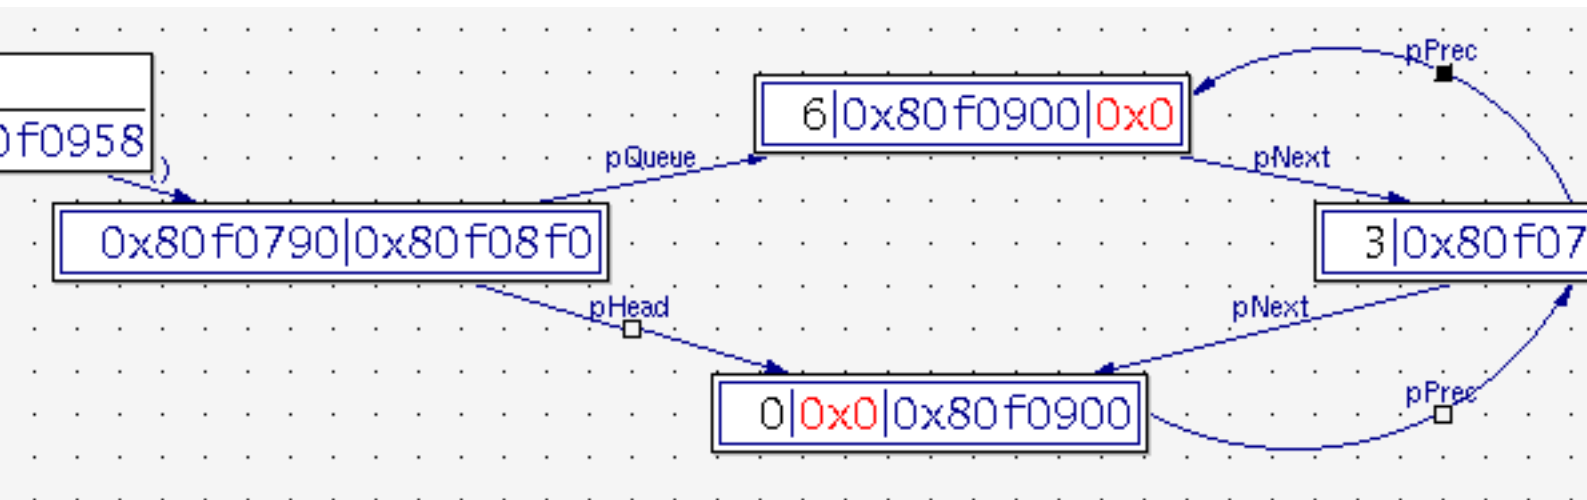 pPrec
6|0x80f0900|0x0
0f0958
()
pQueue
pNext
0x80f0790|0x80f08f0
3|0x80f07
pHead
pNext
pPrec
0|0x0|0x80f0900